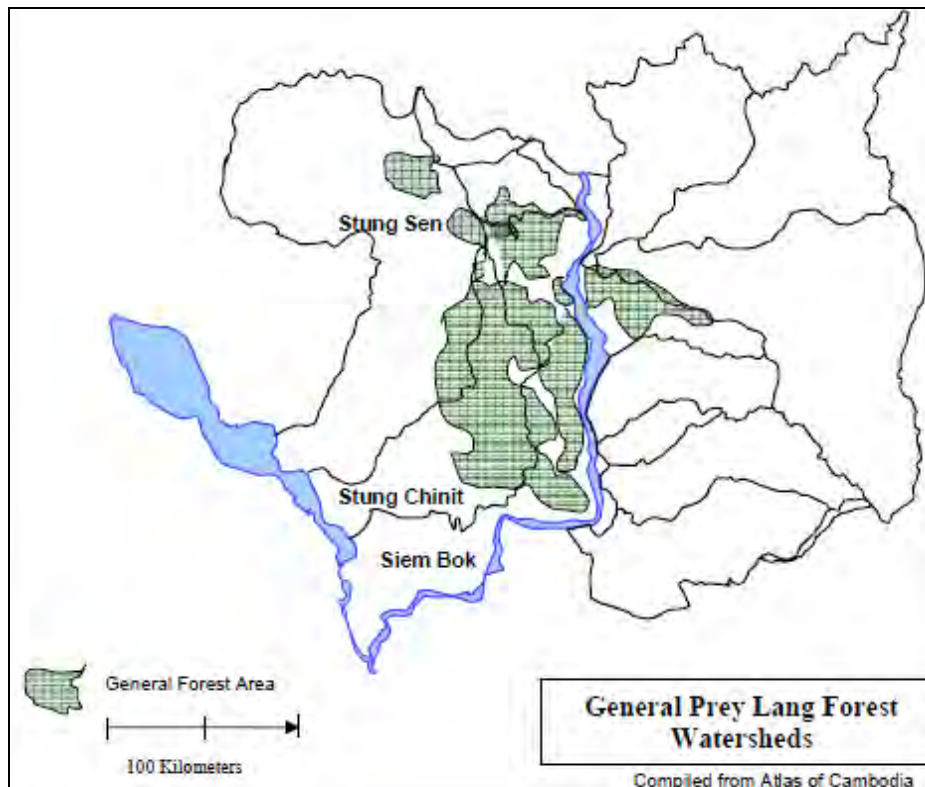 Stung Sen
Stung Chinit
Siem Bok
General Forest Area
100 Kilometers
General Prey Lang Forest
Watersheds
Compiled from Atlas of Cambodia